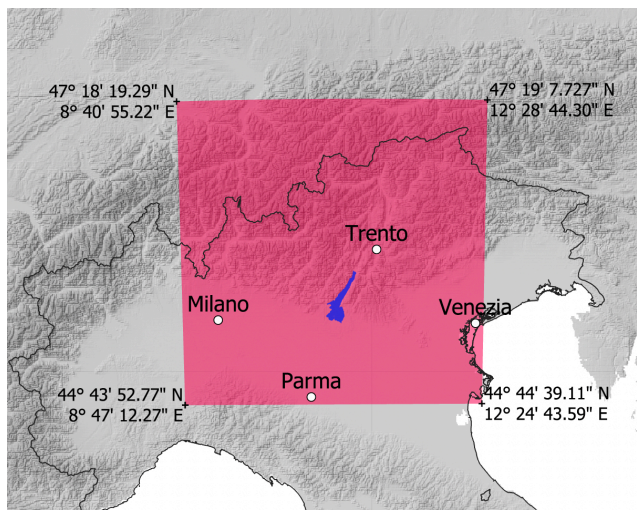 47° 18' 19.29" N
8° 40' 55.22" E
47° 19' 7.727" N
12° 28' 44.30" E
Trento
Milano
Venezia
Parma
44° 43' 52.77" N
8° 47' 12.27" E
44° 44' 39.11" N
12° 24' 43.59" E